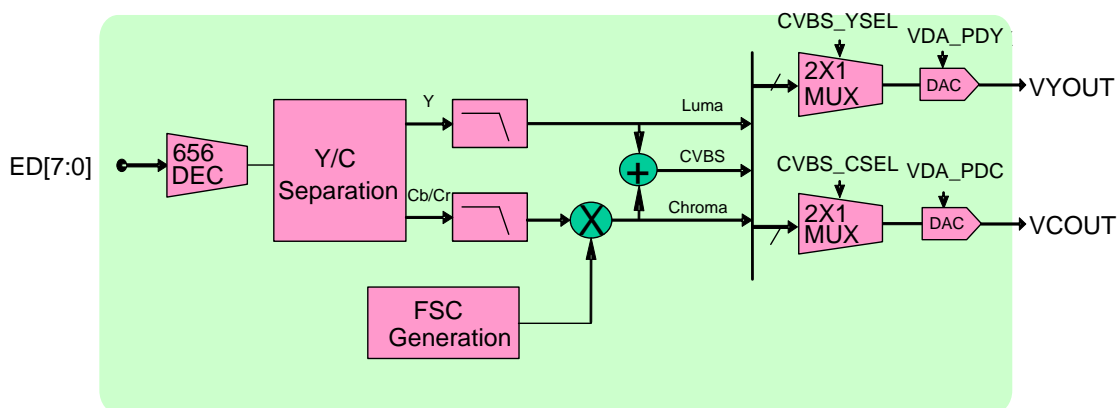 CVBS_YSEL
VDA_PDY
2X1
MUX
DAC
VYOUT
Y
Luma
656
DEC
Y/C
Separation
ED[7:0]
+
CVBS
CVBS_CSEL
VDA_PDC
Cb/Cr
X
Chroma
2X1
MUX
DAC
VCOUT
FSC
Generation